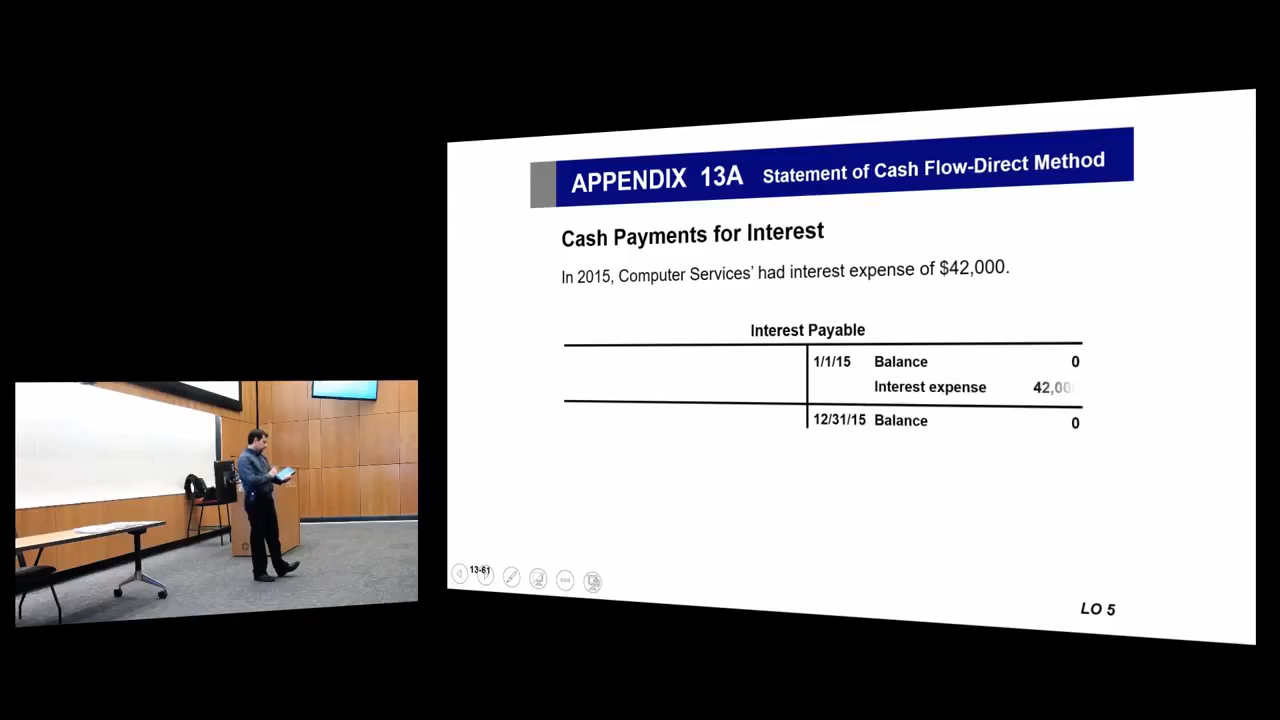 APPENDIX 13A Statement of Cash Flow-Direct Method
Cash Payments for Interest
In 2015, Computer Services’ had interest expense of $42,000.
Interest Payable
1/1/15 Balance 0
Interest expense 42,00
12/31/15 Balance 0
13-61
LO 5